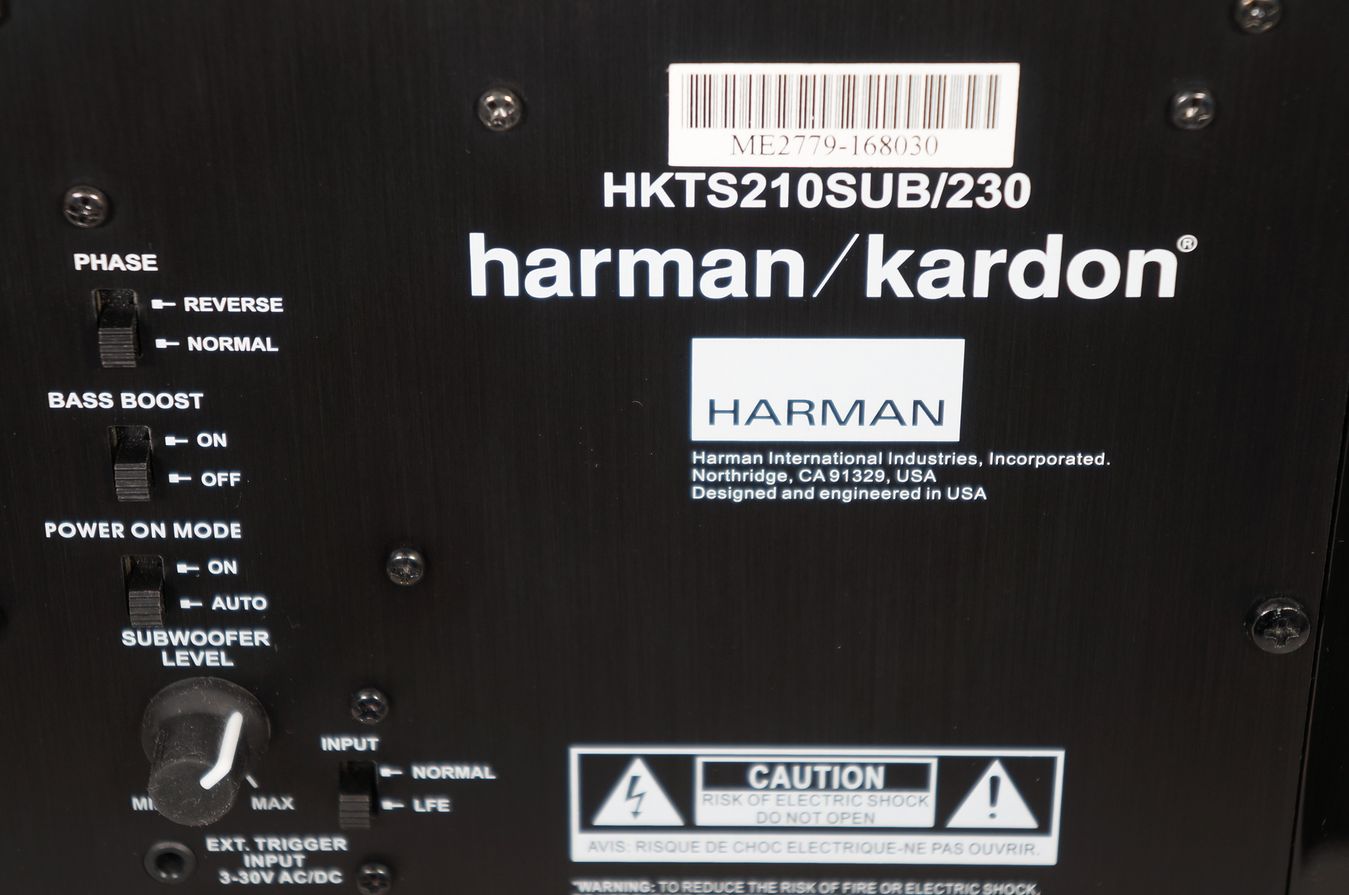 ME2779-168030
HKTS210SUB/230
harman/kardon®
HARMAN
Harman International Industries, Incorporated.
Northridge, CA 91329, USA
Designed and engineered in USA
PHASE
REVERSE
NORMAL
BASS BOOST
ON
OFF
POWER ON MODE
ON
AUTO
SUBWOOFER
LEVEL
MAX
INPUT
NORMAL
LFE
EXT. TRIGGER
INPUT
3-30V AC/DC
CAUTION
RISK OF ELECTRIC SHOCK
DO NOT OPEN
AVIS: RISQUE DE CHOC ELECTRIQUE-NE PAS OUVRIR.
"WARNING: TO REDUCE THE RISK OF FIRE OR ELECTRIC SHOCK,